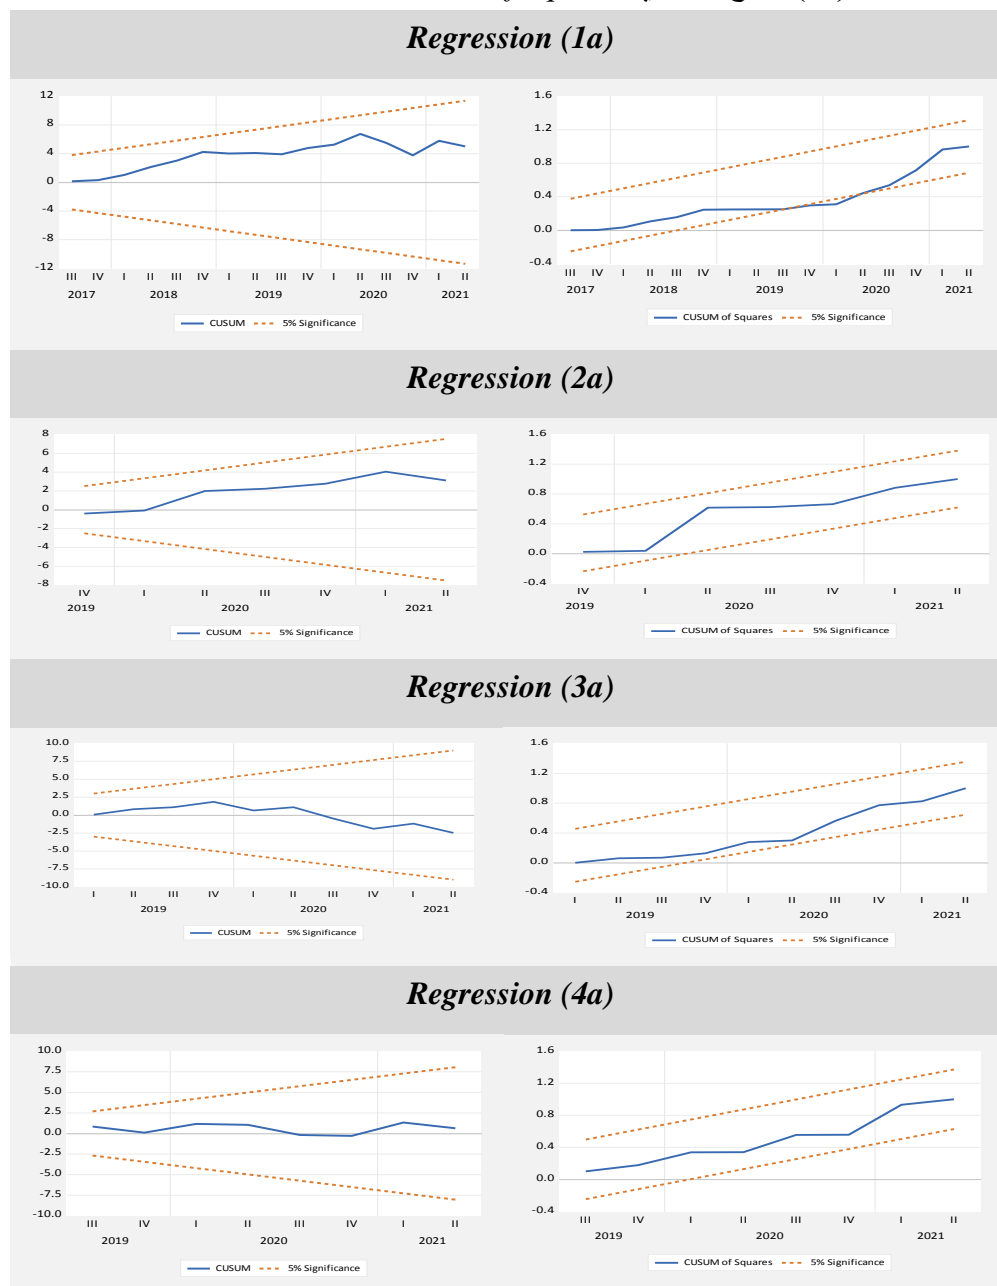 Regression (1a)
12
8
4
0
-4
-8
-12
III IV I II III IV I II III IV I II III IV I II
2017 2018 2019 2020 2021
CUSUM 5% Significance
1.6
1.2
0.8
0.4
0.0
-0.4
III IV I II III IV I II III IV I II III IV I II
2017 2018 2019 2020 2021
CUSUM of Squares 5% Significance
Regression (2a)
8
6
4
2
0
-2
-4
-6
-8
IV I II III IV I II
2019 2020 2021
CUSUM 5% Significance
1.6
1.2
0.8
0.4
0.0
-0.4
IV I II III IV I II
2019 2020 2021
CUSUM of Squares 5% Significance
Regression (3a)
10.0
7.5
5.0
2.5
0.0
-2.5
-5.0
-7.5
-10.0
I II III IV I II III IV I II
2019 2020 2021
CUSUM 5% Significance
1.6
1.2
0.8
0.4
0.0
-0.4
I II III IV I II III IV I II
2019 2020 2021
CUSUM of Squares 5% Significance
Regression (4a)
10.0
7.5
5.0
2.5
0.0
-2.5
-5.0
-7.5
-10.0
III IV I II III IV I II
2019 2020 2021
CUSUM 5% Significance
1.6
1.2
0.8
0.4
0.0
-0.4
III IV I II III IV I II
2019 2020 2021
CUSUM of Squares 5% Significance